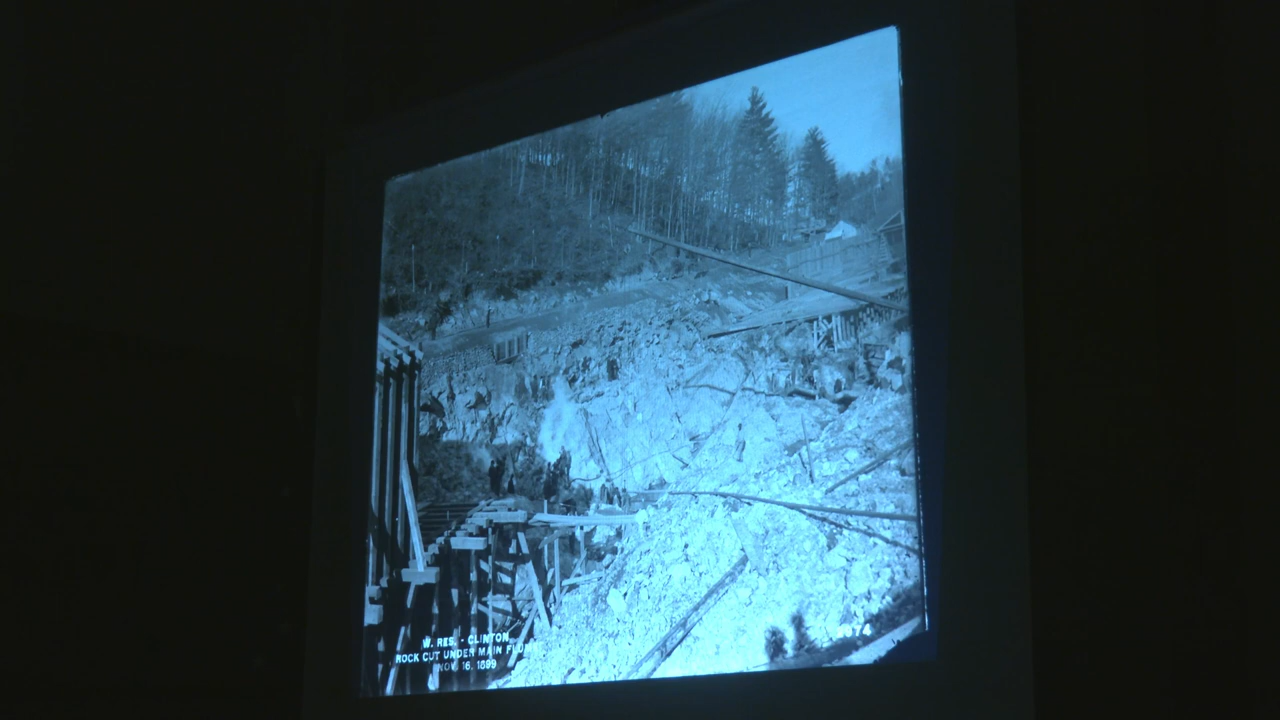 W. RES. - CLINTON
ROCK CUT UNDER MAIN
NOV. 16, 1899